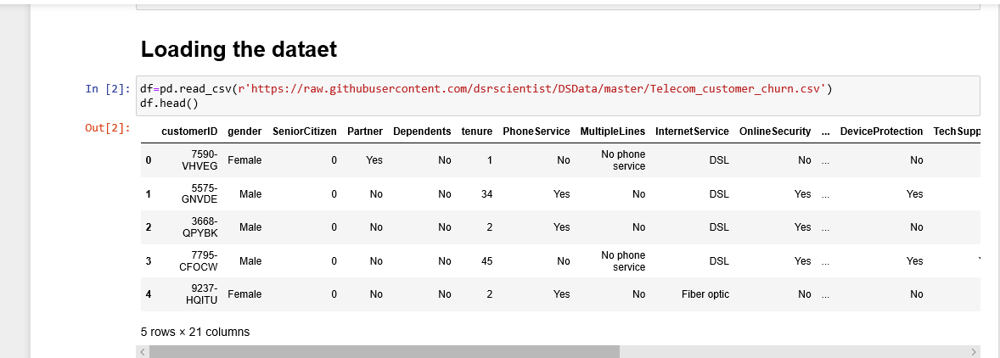 Loading the dataet
In [2]: df=pd.read_csv(r'https://raw.githubusercontent.com/dsrscientist/DSData/master/Telecom_customer_churn.csv')
df.head()
Out[2]:
customerID gender SeniorCitizen Partner Dependents tenure PhoneService MultipleLines InternetService OnlineSecurity ... DeviceProtection TechSupp
0 7590-VHVEG Female 0 Yes No 1 No No phone service DSL No ... No
1 5575-GNVDE Male 0 No No 34 Yes No DSL Yes ... Yes
2 3668-QPYBK Male 0 No No 2 Yes No DSL Yes ... No
3 7795-CFOCW Male 0 No No 45 No No phone service DSL Yes ... Yes
4 9237-HQITU Female 0 No No 2 Yes No Fiber optic No ... No
5 rows × 21 columns